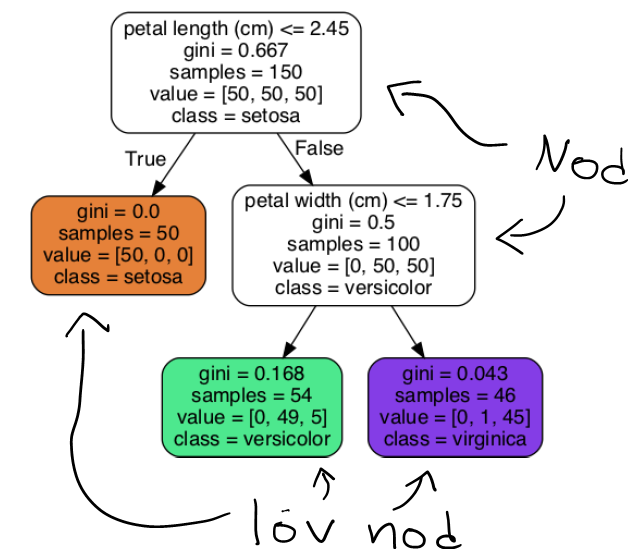 petal length (cm) <= 2.45
gini = 0.667
samples = 150
value = [50, 50, 50]
class = setosa
True
False
Nod
gini = 0.0
samples = 50
value = [50, 0, 0]
class = setosa
petal width (cm) <= 1.75
gini = 0.5
samples = 100
value = [0, 50, 50]
class = versicolor
gini = 0.168
samples = 54
value = [0, 49, 5]
class = versicolor
gini = 0.043
samples = 46
value = [0, 1, 45]
class = virginica
löv nod